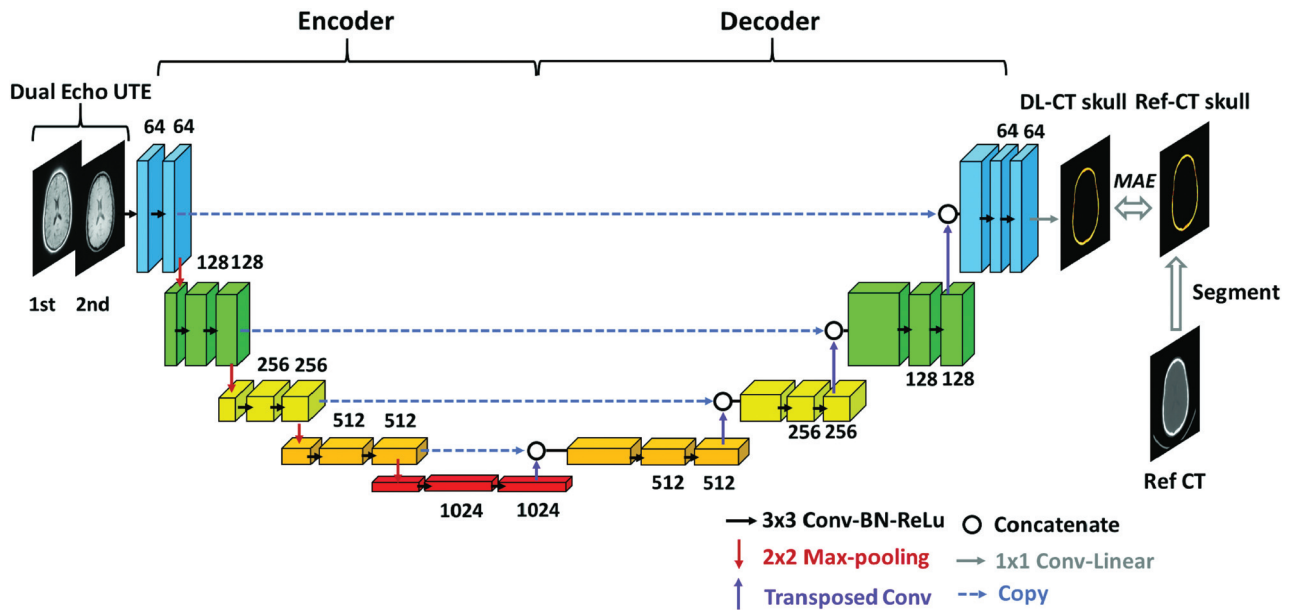 Encoder
Decoder
Dual Echo UTE
DL-CT skull
Ref-CT skull
64 64
64 64
MAE
128 128
1st 2nd
Segment
256 256
128 128
512 512
256 256
512 512
1024 1024
Ref CT
3x3 Conv-BN-ReLu
Concatenate
2x2 Max-pooling
1x1 Conv-Linear
Transposed Conv
Copy